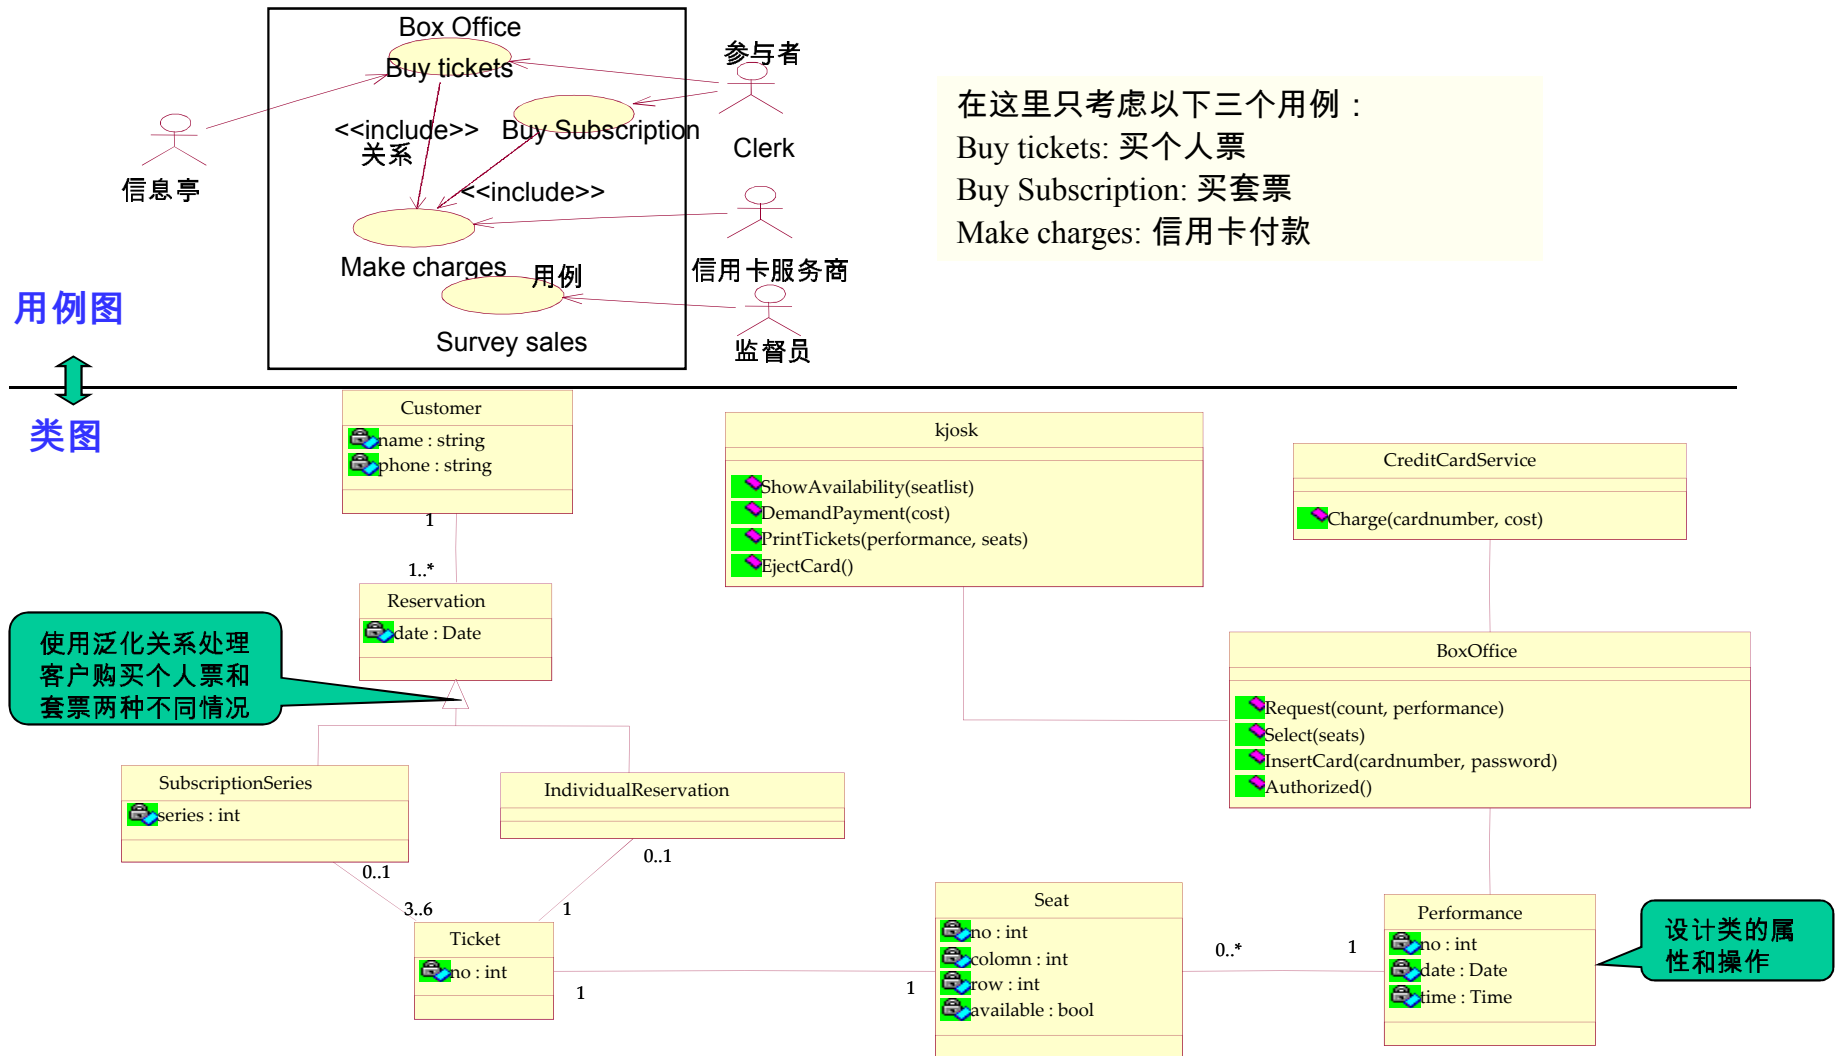 Box Office
Buy tickets
参与者
<<include>>
关系
Buy Subscription
Clerk
信息亭
<<include>>
Make charges
用例
信用卡服务商
Survey sales
监督员
在这里只考虑以下三个用例：
Buy tickets: 买个人票
Buy Subscription: 买套票
Make charges: 信用卡付款
用例图
类图
Customer
name : string
phone : string
1
1..*
Reservation
date : Date
使用泛化关系处理
客户购买个人票和
套票两种不同情况
SubscriptionSeries
series : int
IndividualReservation
0..1
0..1
3..6
1
Ticket
no : int
1
1
kjosk
ShowAvailability(seatlist)
DemandPayment(cost)
PrintTickets(performance, seats)
EjectCard()
CreditCardService
Charge(cardnumber, cost)
BoxOffice
Request(count, performance)
Select(seats)
InsertCard(cardnumber, password)
Authorized()
Seat
no : int
colomn : int
row : int
available : bool
0..*
1
Performance
no : int
date : Date
time : Time
设计类的属
性和操作